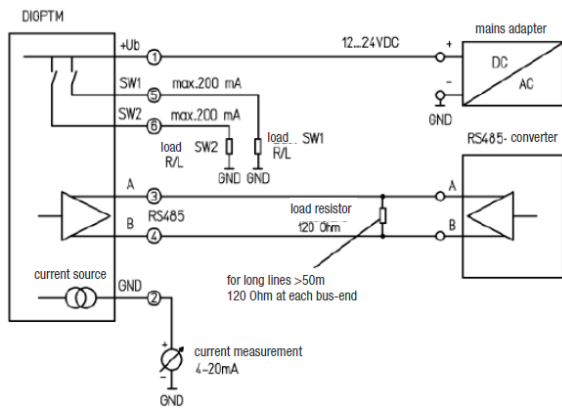 DIGPTM
mains adapter
+Ub
1
12...24VDC
+
DC
SW1
max.200 mA
5
-
AC
GND
SW2
max.200 mA
6
RS485- converter
load
R/L
SW2
load
R/L
SW1
GND
GND
A
3
A
RS485
load resistor
120 Ohm
B
4
B
for long lines >50m
120 Ohm at each bus-end
current source
GND
2
+
current measurement
4-20mA
-
GND